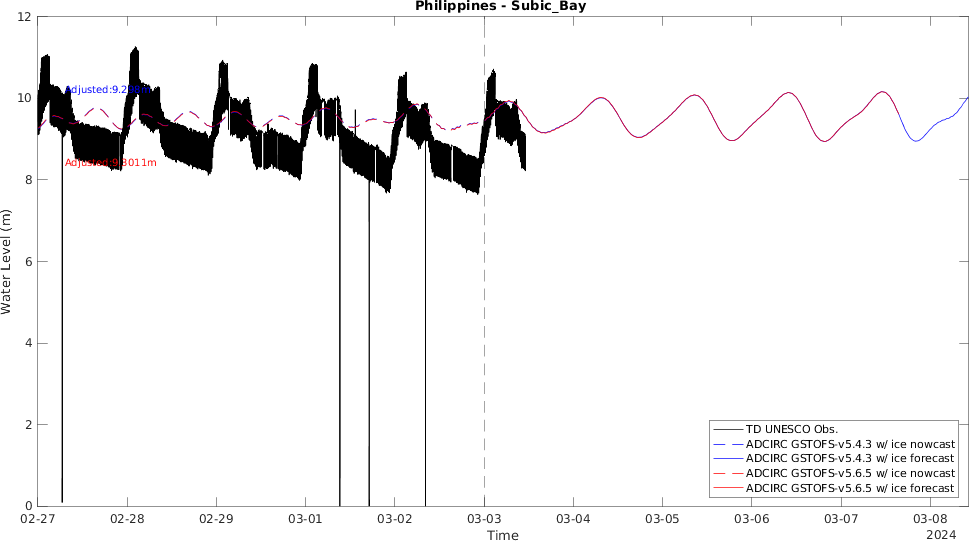 Philippines - Subic_Bay
12
10
8
6
4
2
0
Water Level (m)
Adjusted:9.3011m
02-27
02-28
02-29
03-01
03-02
03-03
03-04
03-05
03-06
03-07
03-08
Time
2024
TD UNESCO Obs.
ADCIRC GSTOFS-v5.4.3 w/ ice nowcast
ADCIRC GSTOFS-v5.4.3 w/ ice forecast
ADCIRC GSTOFS-v5.6.5 w/ ice nowcast
ADCIRC GSTOFS-v5.6.5 w/ ice forecast